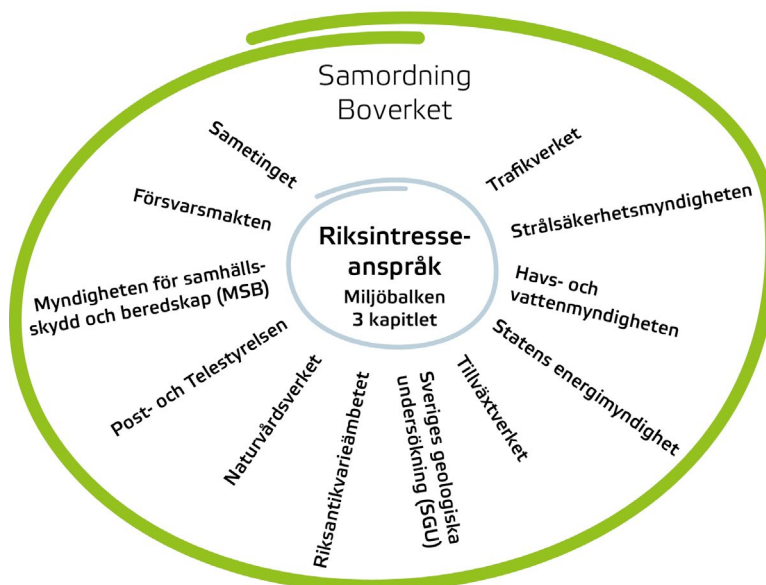 Samordning
Boverket
Sametinget
Försvarsmakten
Myndigheten för samhälls-
skydd och beredskap (MSB)
Post- och Telestyrelsen
Naturvårdsverket
Riksantikvarieämbetet
Sveriges geologiska
undersökning (SGU)
Tillväxtverket
Statens energimyndighet
Havs- och
vattenmyndigheten
Strålsäkerhetsmyndigheten
Trafikverket
Riksintresse-
anspråk
Miljöbalken
3 kapitlet